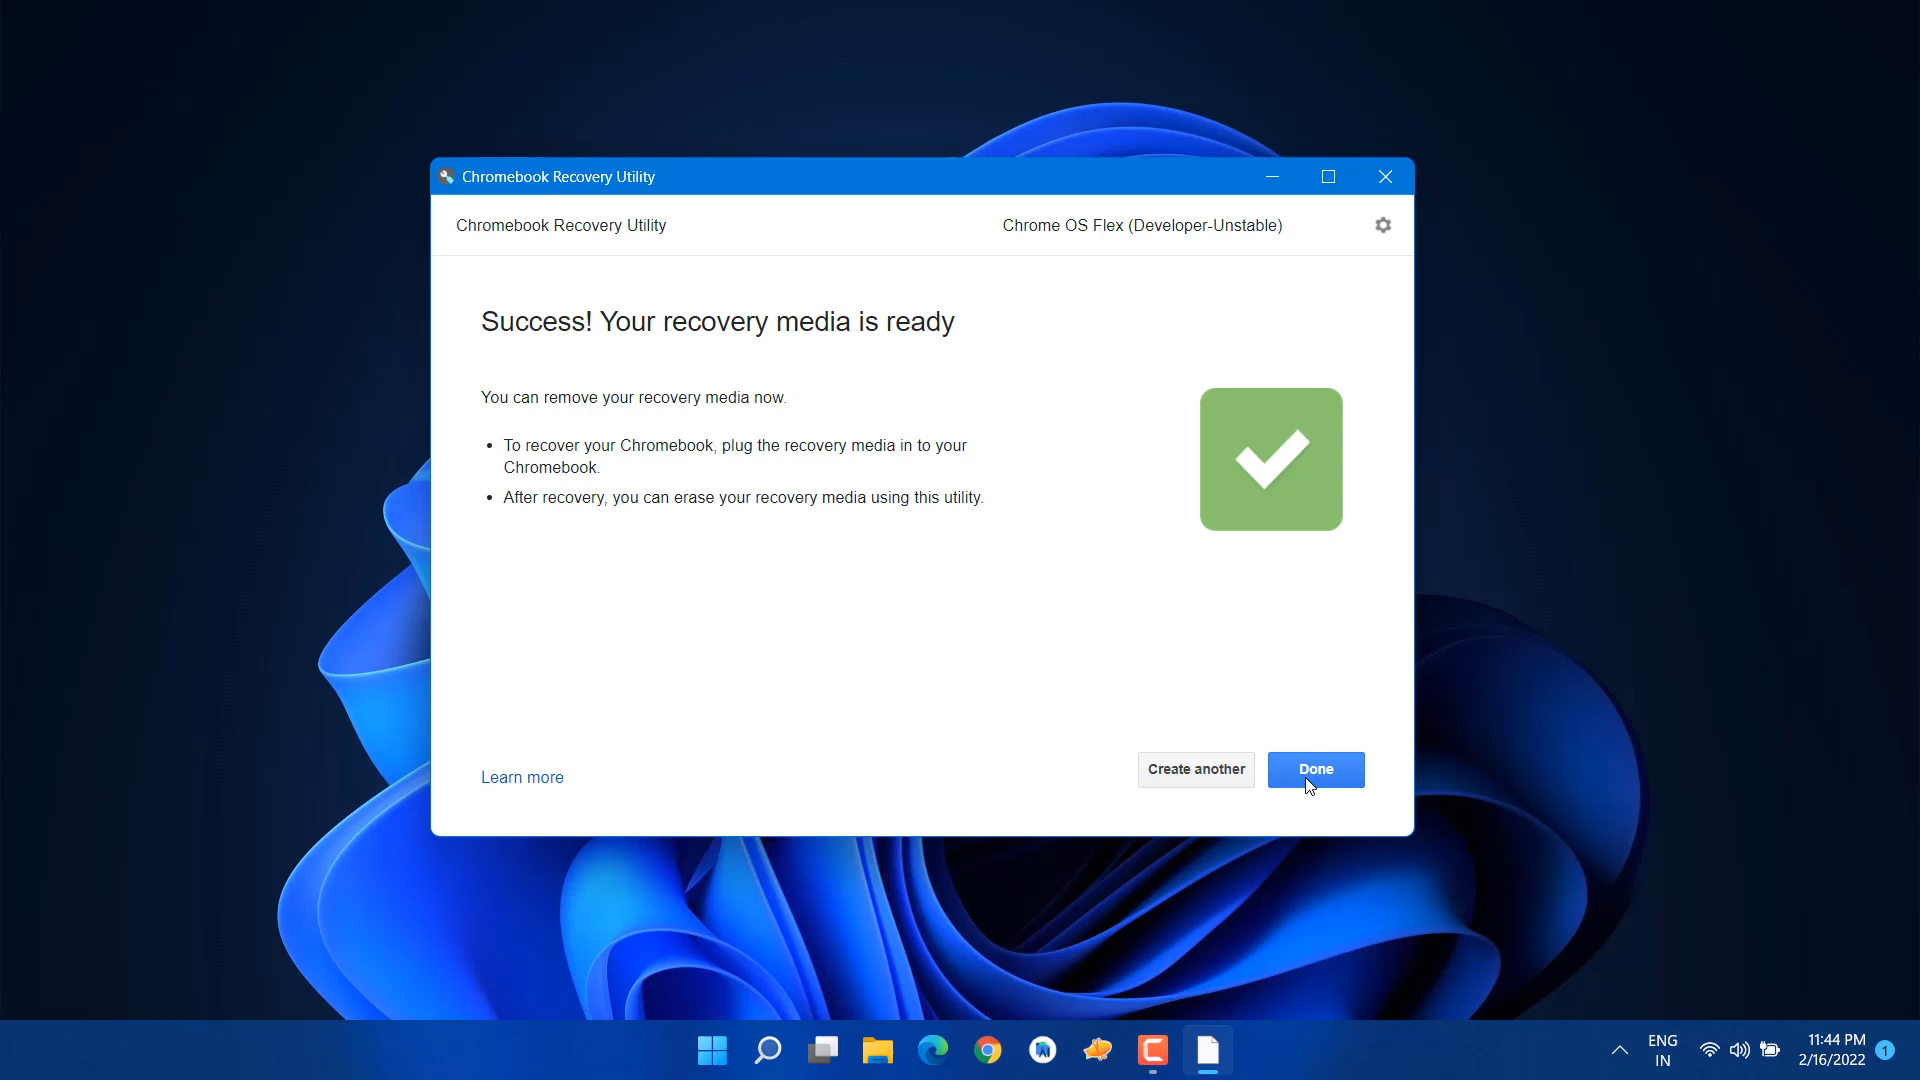 Chromebook Recovery Utility
Chromebook Recovery Utility
Chrome OS Flex (Developer-Unstable)
Success! Your recovery media is ready
You can remove your recovery media now.
• To recover your Chromebook, plug the recovery media in to your
Chromebook.
• After recovery, you can erase your recovery media using this utility.
Learn more
Create another
Done
ENG
IN
11:44 PM
2/16/2022
1